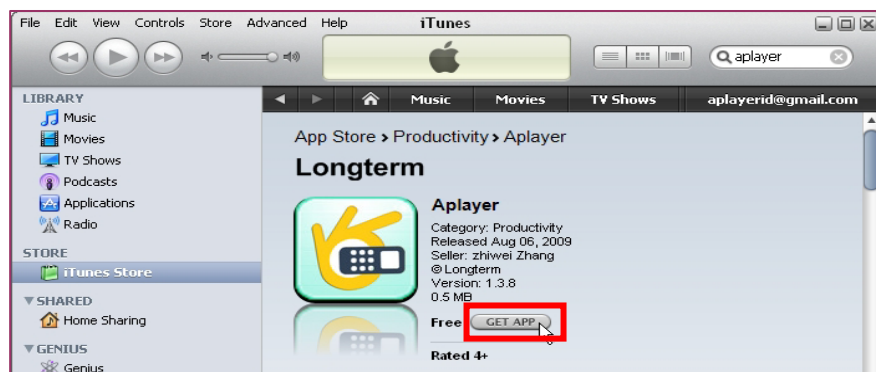 File Edit View Controls Store Advanced Help iTunes
aplayer
LIBRARY
Music
Movies
TV Shows
Podcasts
Applications
Radio
STORE
iTunes Store
SHARED
Home Sharing
GENIUS
Genius
Music Movies TV Shows aplayerid@gmail.com
App Store > Productivity > Aplayer
Longterm
Aplayer
Category: Productivity
Released Aug 06, 2009
Seller: zhiwei Zhang
© Longterm
Version: 1.3.8
0.5 MB
Free GET APP
Rated 4+